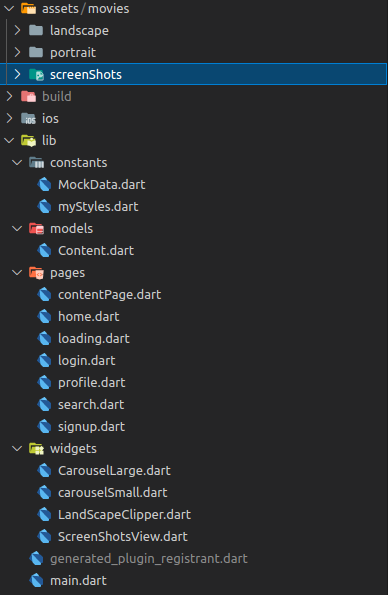 assets/movies
landscape
portrait
screenShots
build
iOS ios
lib
constants
MockData.dart
myStyles.dart
models
Content.dart
pages
contentPage.dart
home.dart
loading.dart
login.dart
profile.dart
search.dart
signup.dart
widgets
CarouselLarge.dart
carouselSmall.dart
LandScapeClipper.dart
ScreenShotsView.dart
generated_plugin_registrant.dart
main.dart